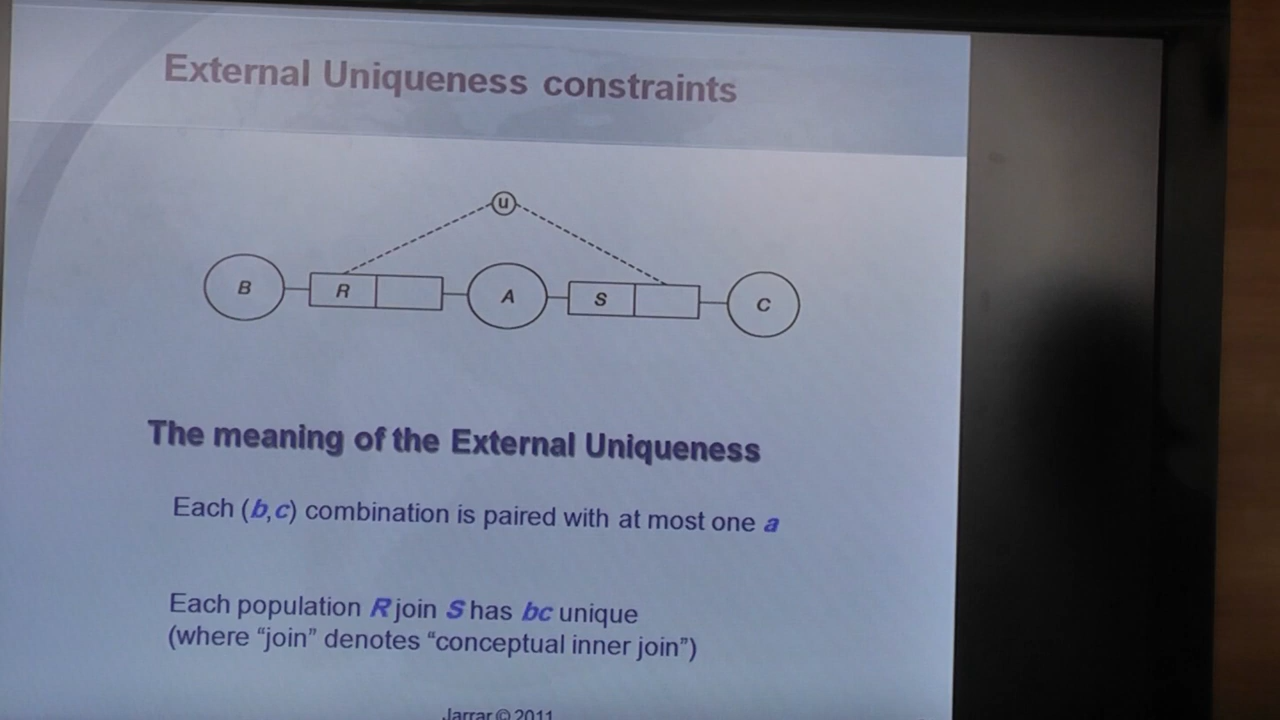 External Uniqueness constraints
u
B R A S C
The meaning of the External Uniqueness
Each (b,c) combination is paired with at most one a
Each population R join S has bc unique
(where “join” denotes “conceptual inner join”)
Jarrar © 2011